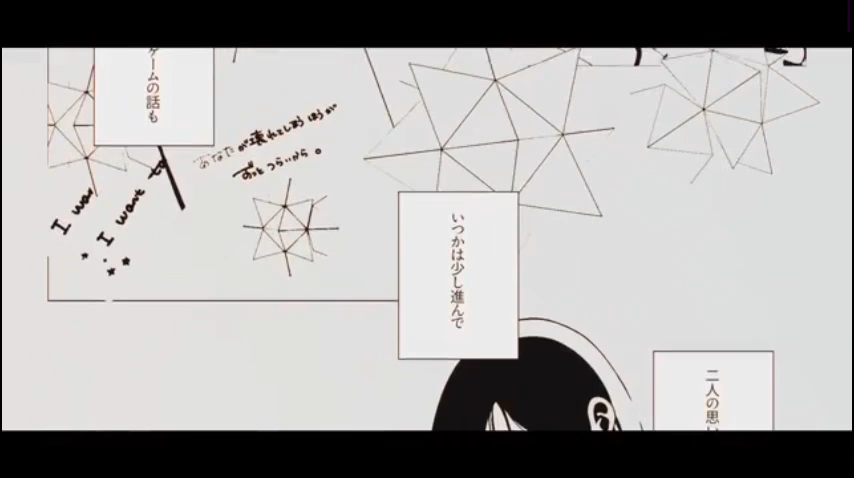 ゲームの話も
あなたが壊れてしまうほうが
ずっとつらいから。
I wan
I want to
いつかは少し進んで
二人の思い